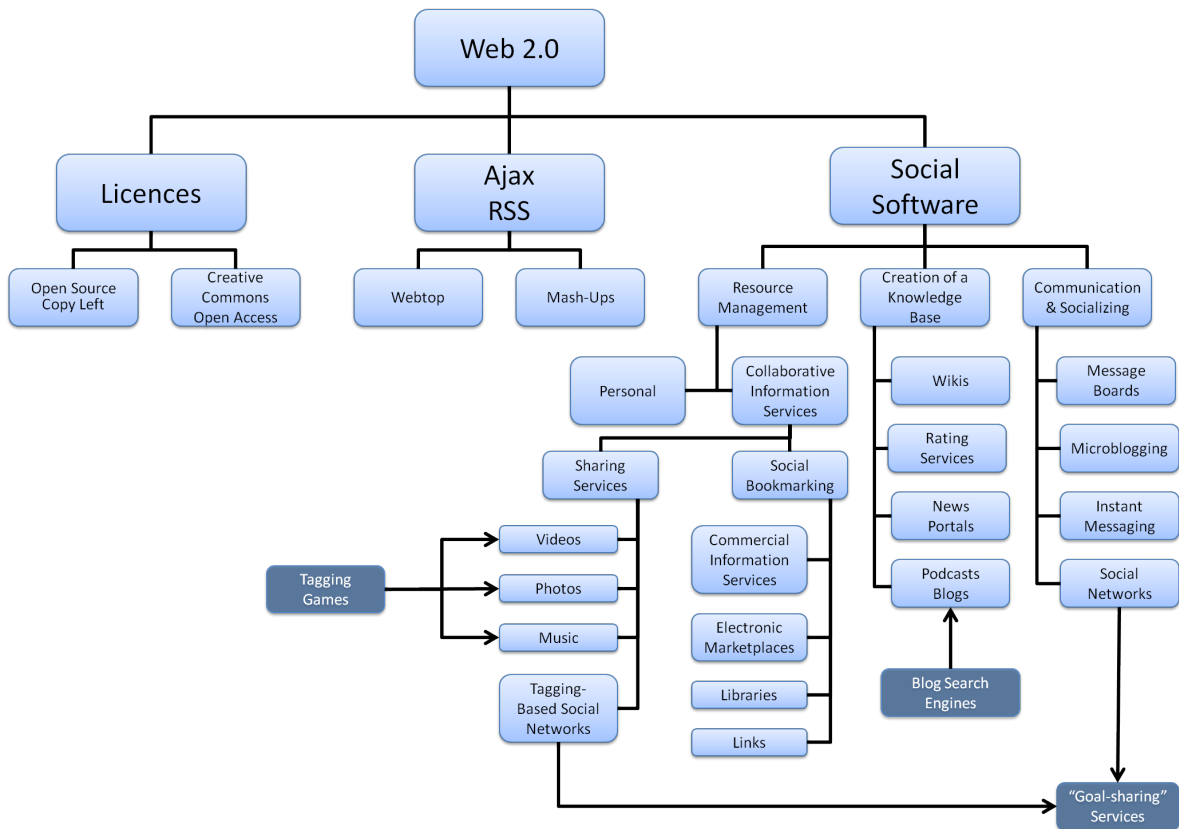 Web 2.0
Licences
Ajax
RSS
Social
Software
Open Source
Copy Left
Creative
Commons
Open Access
Webtop
Mash-Ups
Resource
Management
Creation of a
Knowledge
Base
Communication
& Socializing
Personal
Collaborative
Information
Services
Wikis
Message
Boards
Sharing
Services
Social
Bookmarking
Rating
Services
Microblogging
Videos
Commercial
Information
Services
News
Portals
Instant
Messaging
Tagging
Games
Photos
Podcasts
Blogs
Social
Networks
Music
Electronic
Marketplaces
Tagging-
Based Social
Networks
Libraries
Blog Search
Engines
Links
“Goal-sharing”
Services